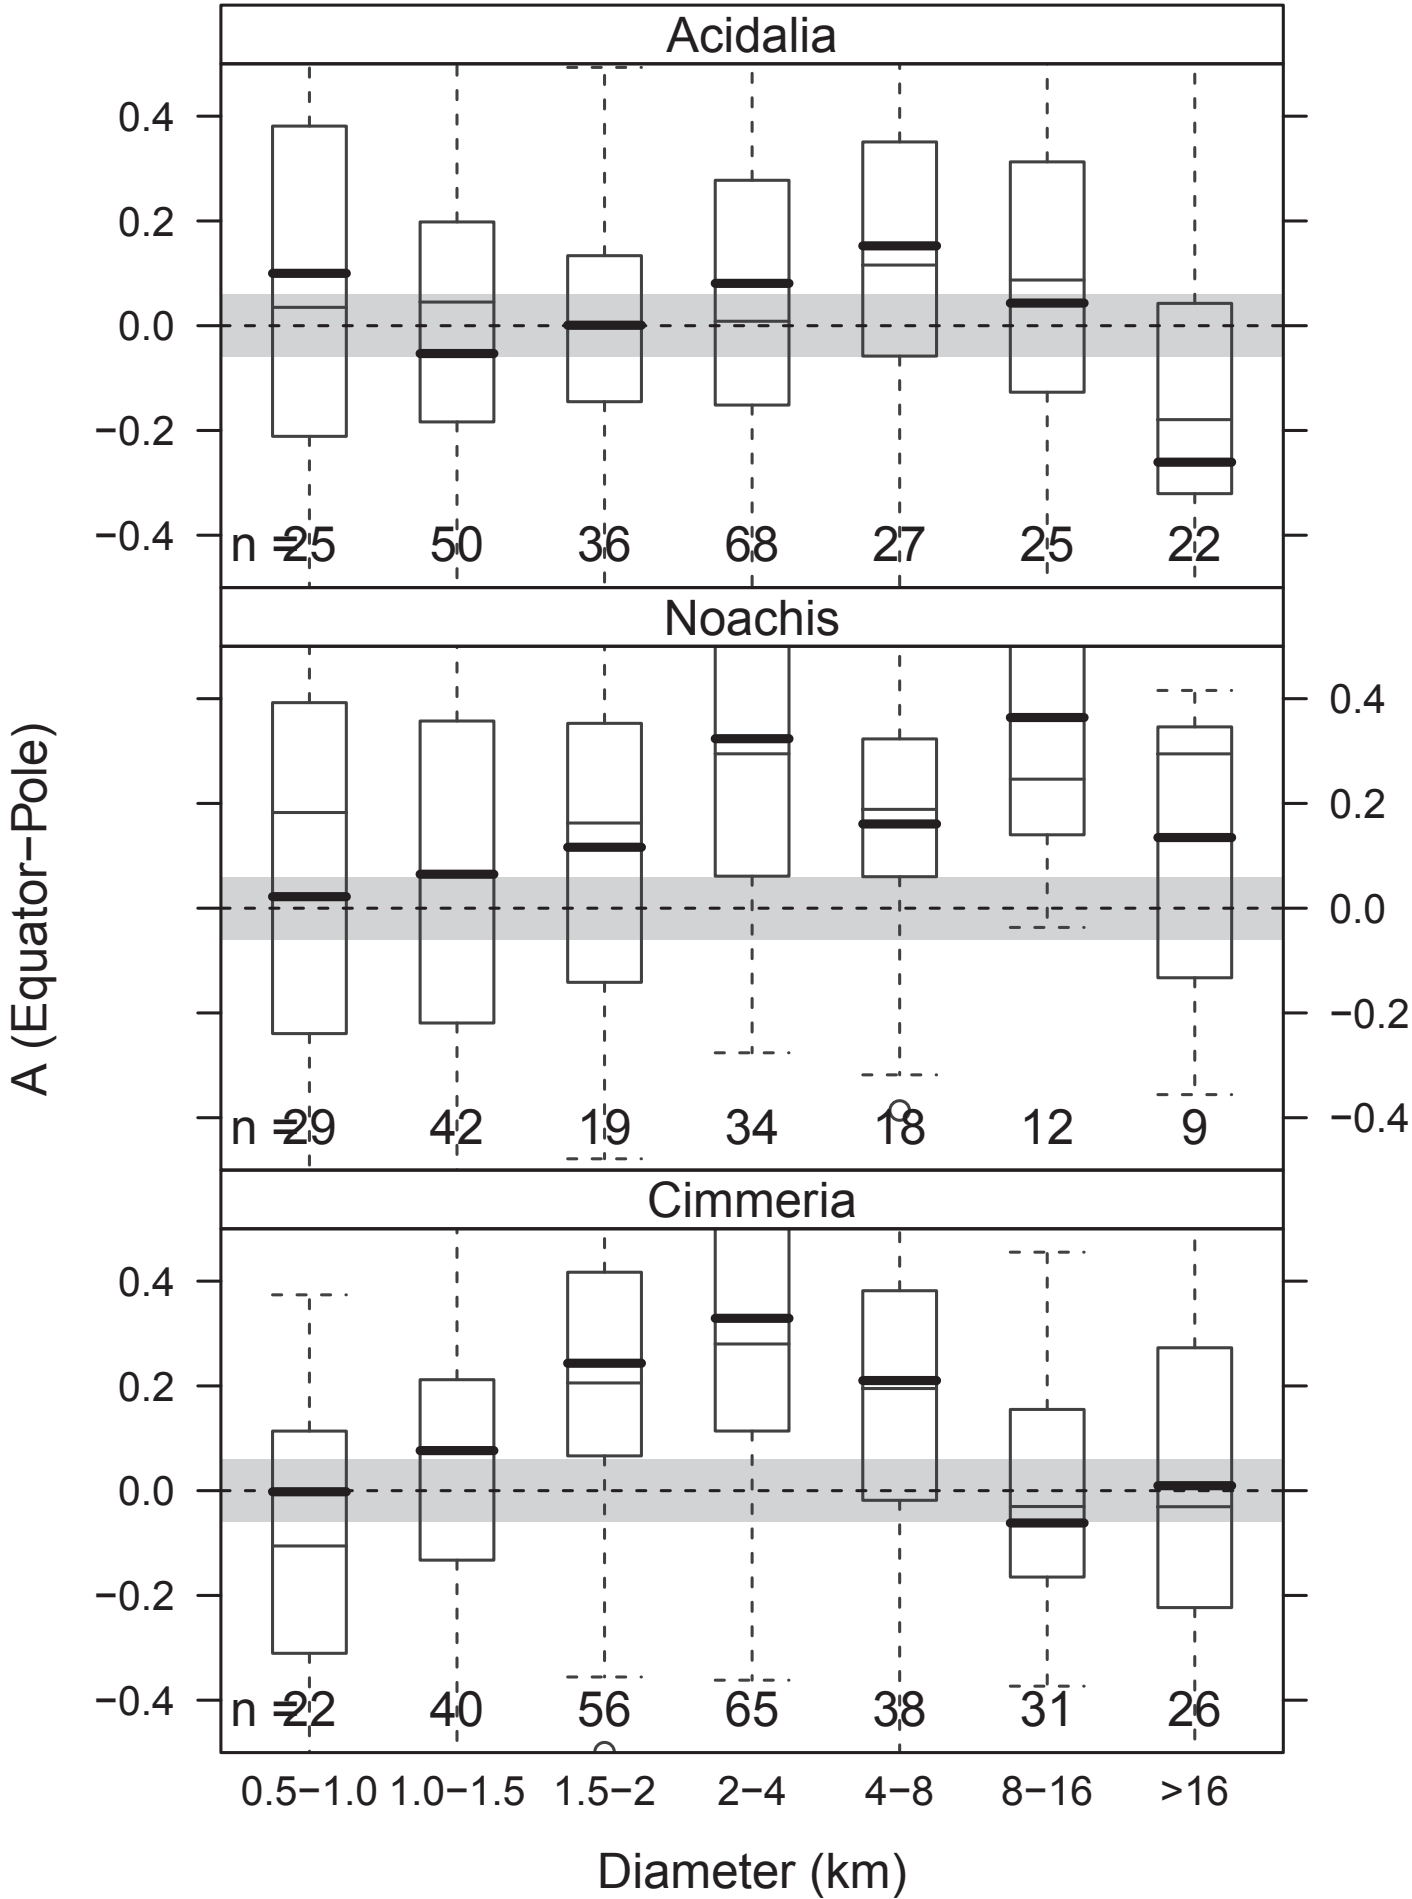 Acidalia
0.4
0.2
0.0
−0.2
−0.4
n = 25 50 36 68 27 25 22
Noachis
0.4
0.2
0.0
−0.2
−0.4
n = 29 42 19 34 18 12 9
A (Equator−Pole)
Cimmeria
0.4
0.2
0.0
−0.2
−0.4
n = 22 40 56 65 38 31 26
0.5−1.0 1.0−1.5 1.5−2 2−4 4−8 8−16 >16
Diameter (km)